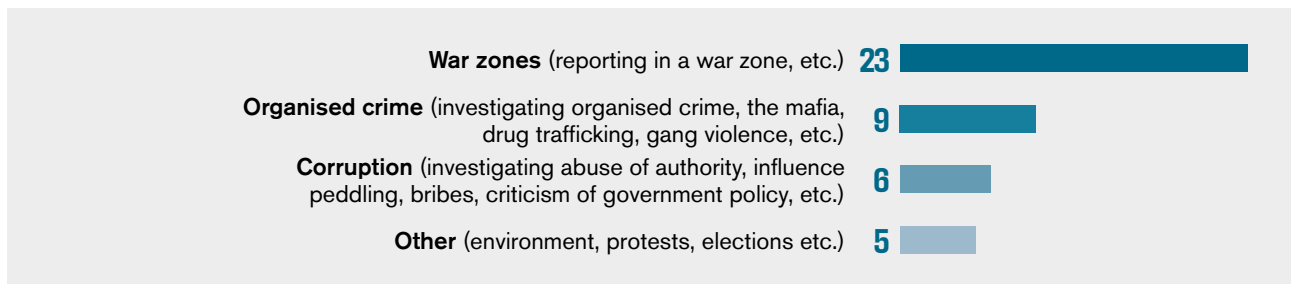 War zones (reporting in a war zone, etc.) 23
Organised crime (investigating organised crime, the mafia,
drug trafficking, gang violence, etc.) 9
Corruption (investigating abuse of authority, influence
peddling, bribes, criticism of government policy, etc.) 6
Other (environment, protests, elections etc.) 5